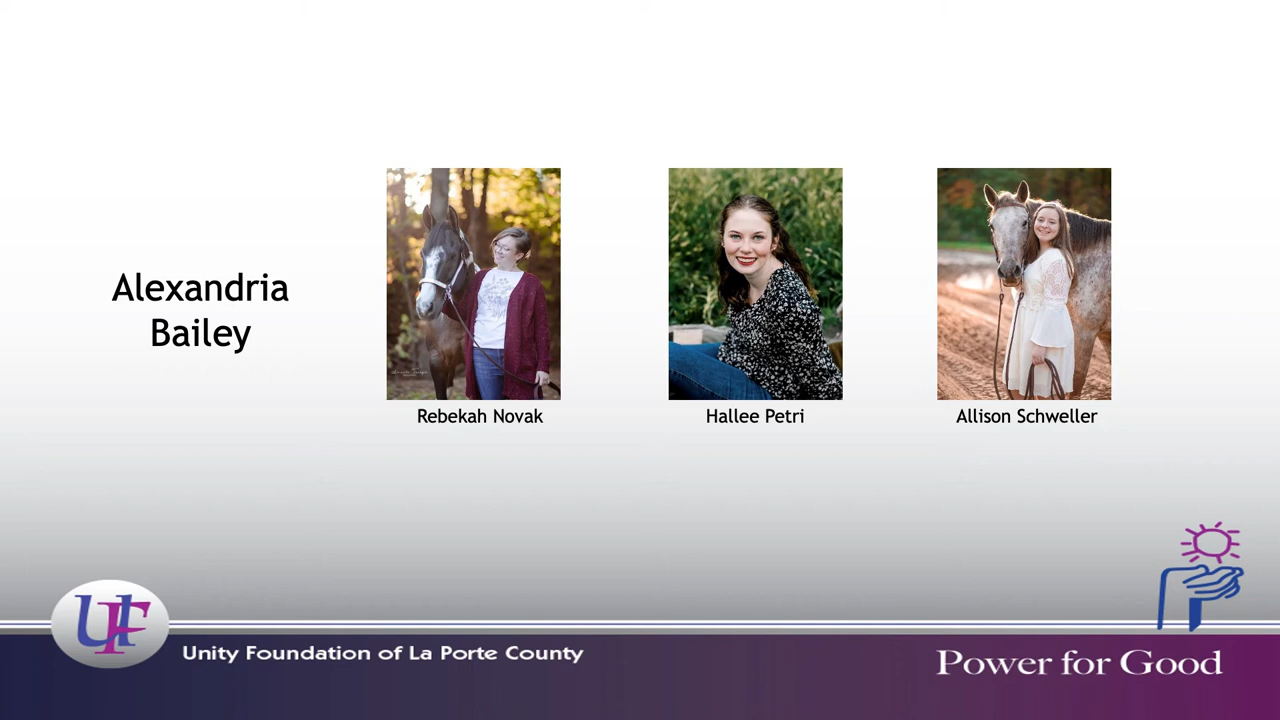 Alexandria
Bailey
Rebekah Novak
Hallee Petri
Allison Schweller
UF
Unity Foundation of La Porte County
Power for Good